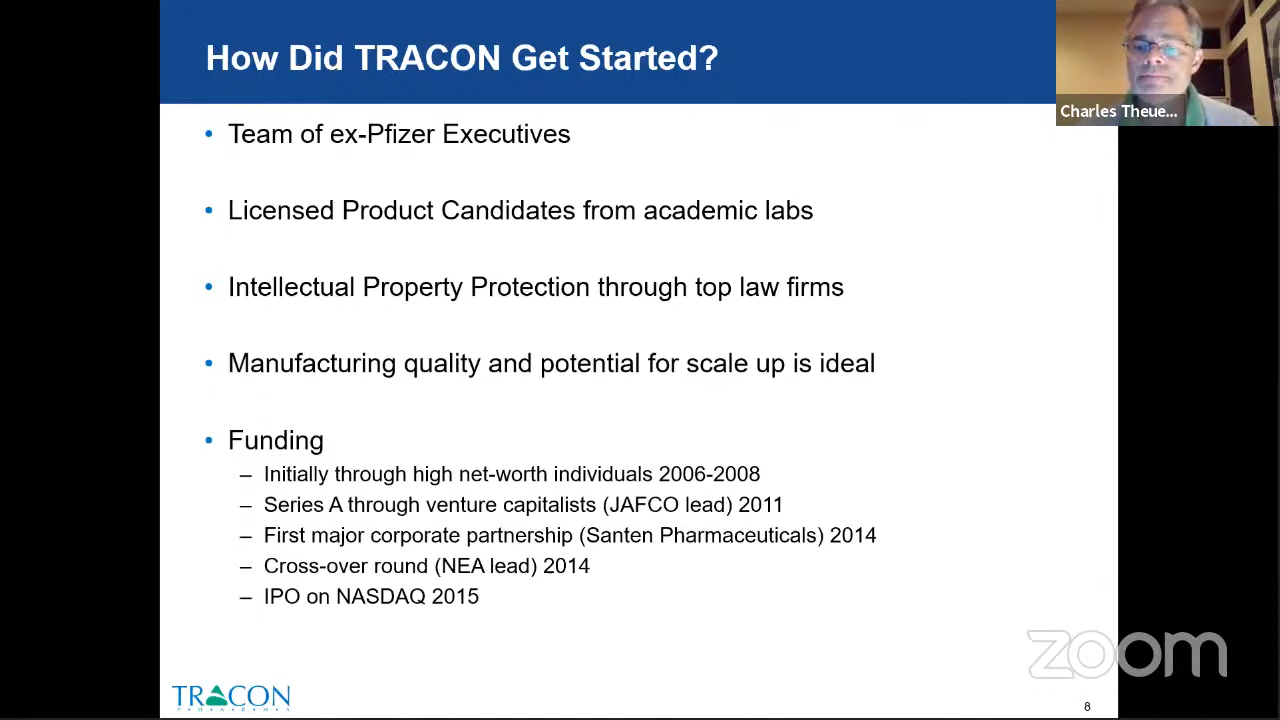 How Did TRACON Get Started?
Charles Theue...
• Team of ex-Pfizer Executives
• Licensed Product Candidates from academic labs
• Intellectual Property Protection through top law firms
• Manufacturing quality and potential for scale up is ideal
• Funding
– Initially through high net-worth individuals 2006-2008
– Series A through venture capitalists (JAFCO lead) 2011
– First major corporate partnership (Santen Pharmaceuticals) 2014
– Cross-over round (NEA lead) 2014
– IPO on NASDAQ 2015
zoom
TRACON
PHARMA
8